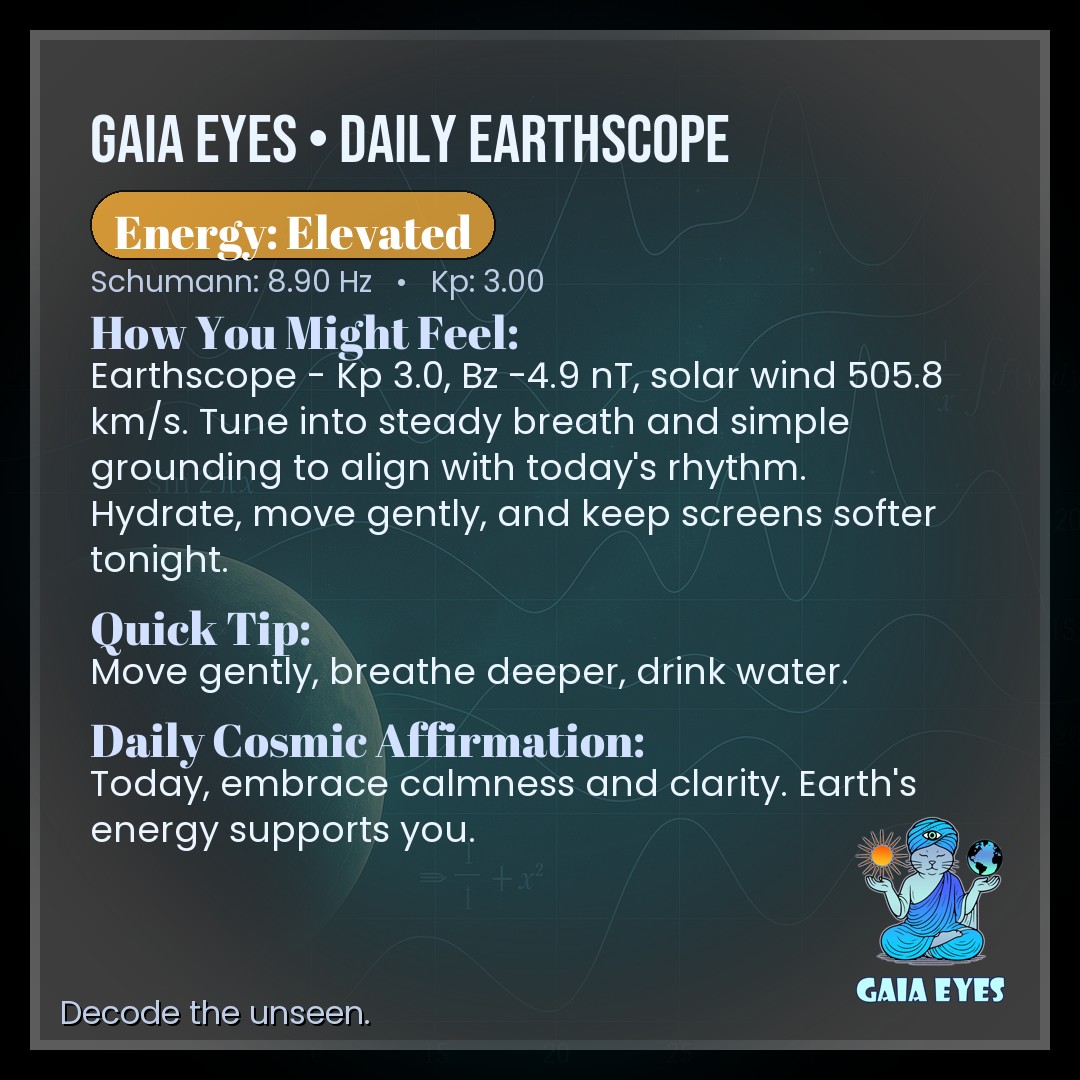 GAIA EYES • DAILY EARTHSCOPE
Energy: Elevated
Schumann: 8.90 Hz • Kp: 3.00
How You Might Feel:
Earthscope - Kp 3.0, Bz -4.9 nT, solar wind 505.8
km/s. Tune into steady breath and simple
grounding to align with today's rhythm.
Hydrate, move gently, and keep screens softer
tonight.
Quick Tip:
Move gently, breathe deeper, drink water.
Daily Cosmic Affirmation:
Today, embrace calmness and clarity. Earth's
energy supports you.
GAIA EYES
Decode the unseen.